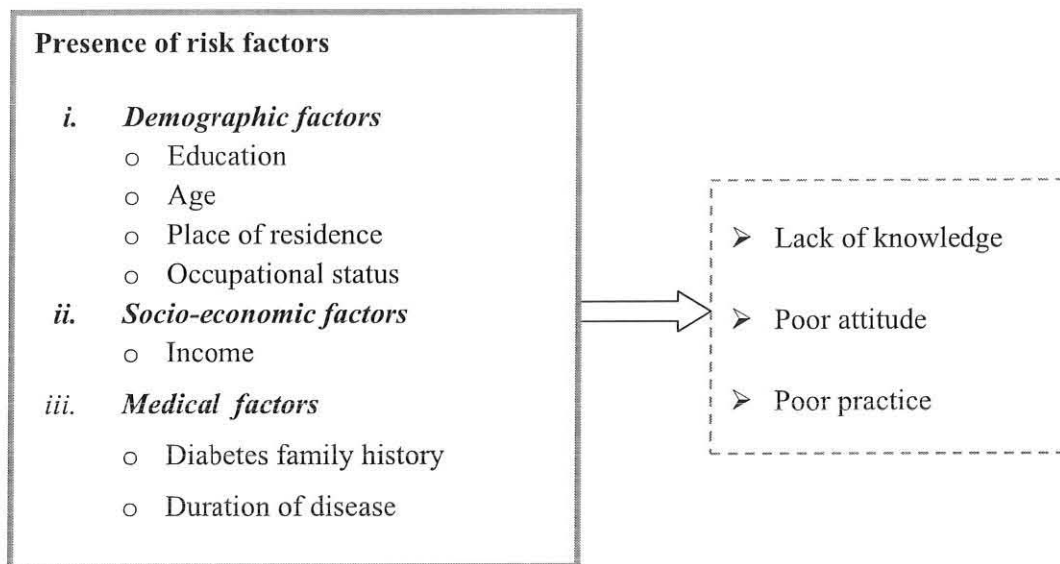 Presence of risk factors
i. Demographic factors
o Education
o Age
o Place of residence
o Occupational status
ii. Socio-economic factors
o Income
iii. Medical factors
o Diabetes family history
o Duration of disease
➢ Lack of knowledge
➢ Poor attitude
➢ Poor practice